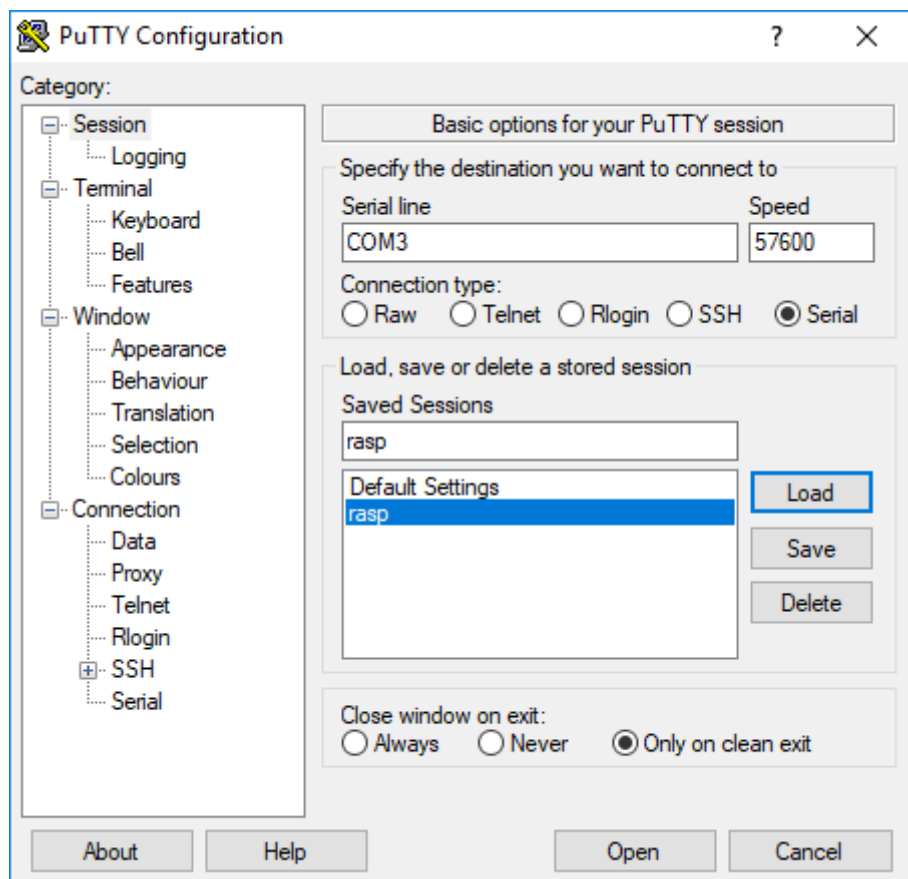 PuTTY Configuration
?
Category:
Session
Logging
Terminal
Keyboard
Bell
Features
Window
Appearance
Behaviour
Translation
Selection
Colours
Connection
Data
Proxy
Telnet
Rlogin
SSH
Serial
Basic options for your PuTTY session
Specify the destination you want to connect to
Serial line Speed
COM3 57600
Connection type:
Raw Telnet Rlogin SSH Serial
Load, save or delete a stored session
Saved Sessions
rasp
Default Settings
rasp
Load
Save
Delete
Close window on exit:
Always Never Only on clean exit
About Help Open Cancel